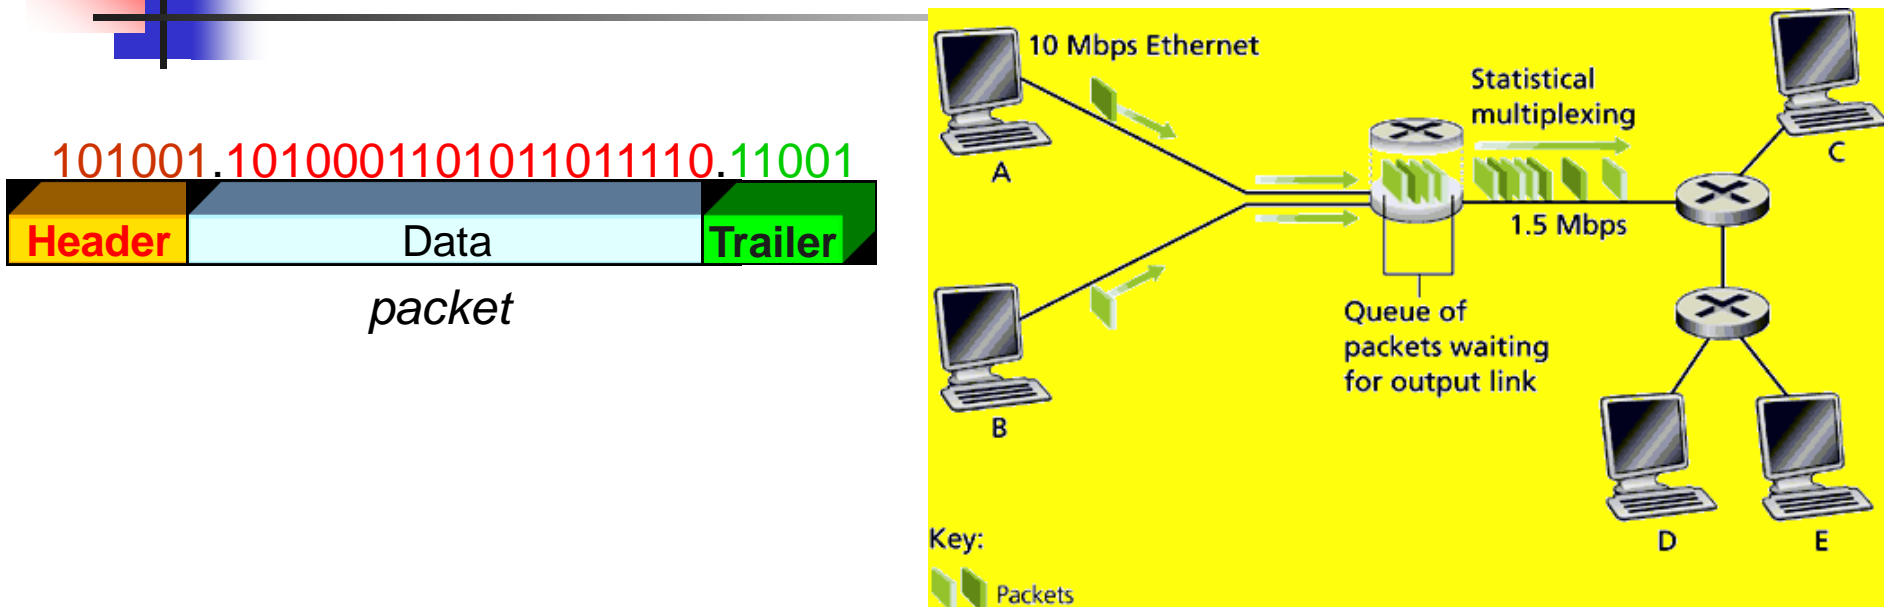 101001.1010001101011011110.11001
Header Data Trailer
packet
10 Mbps Ethernet
A
Statistical
multiplexing
C
1.5 Mbps
Queue of
packets waiting
for output link
B
D
E
Key:
Packets